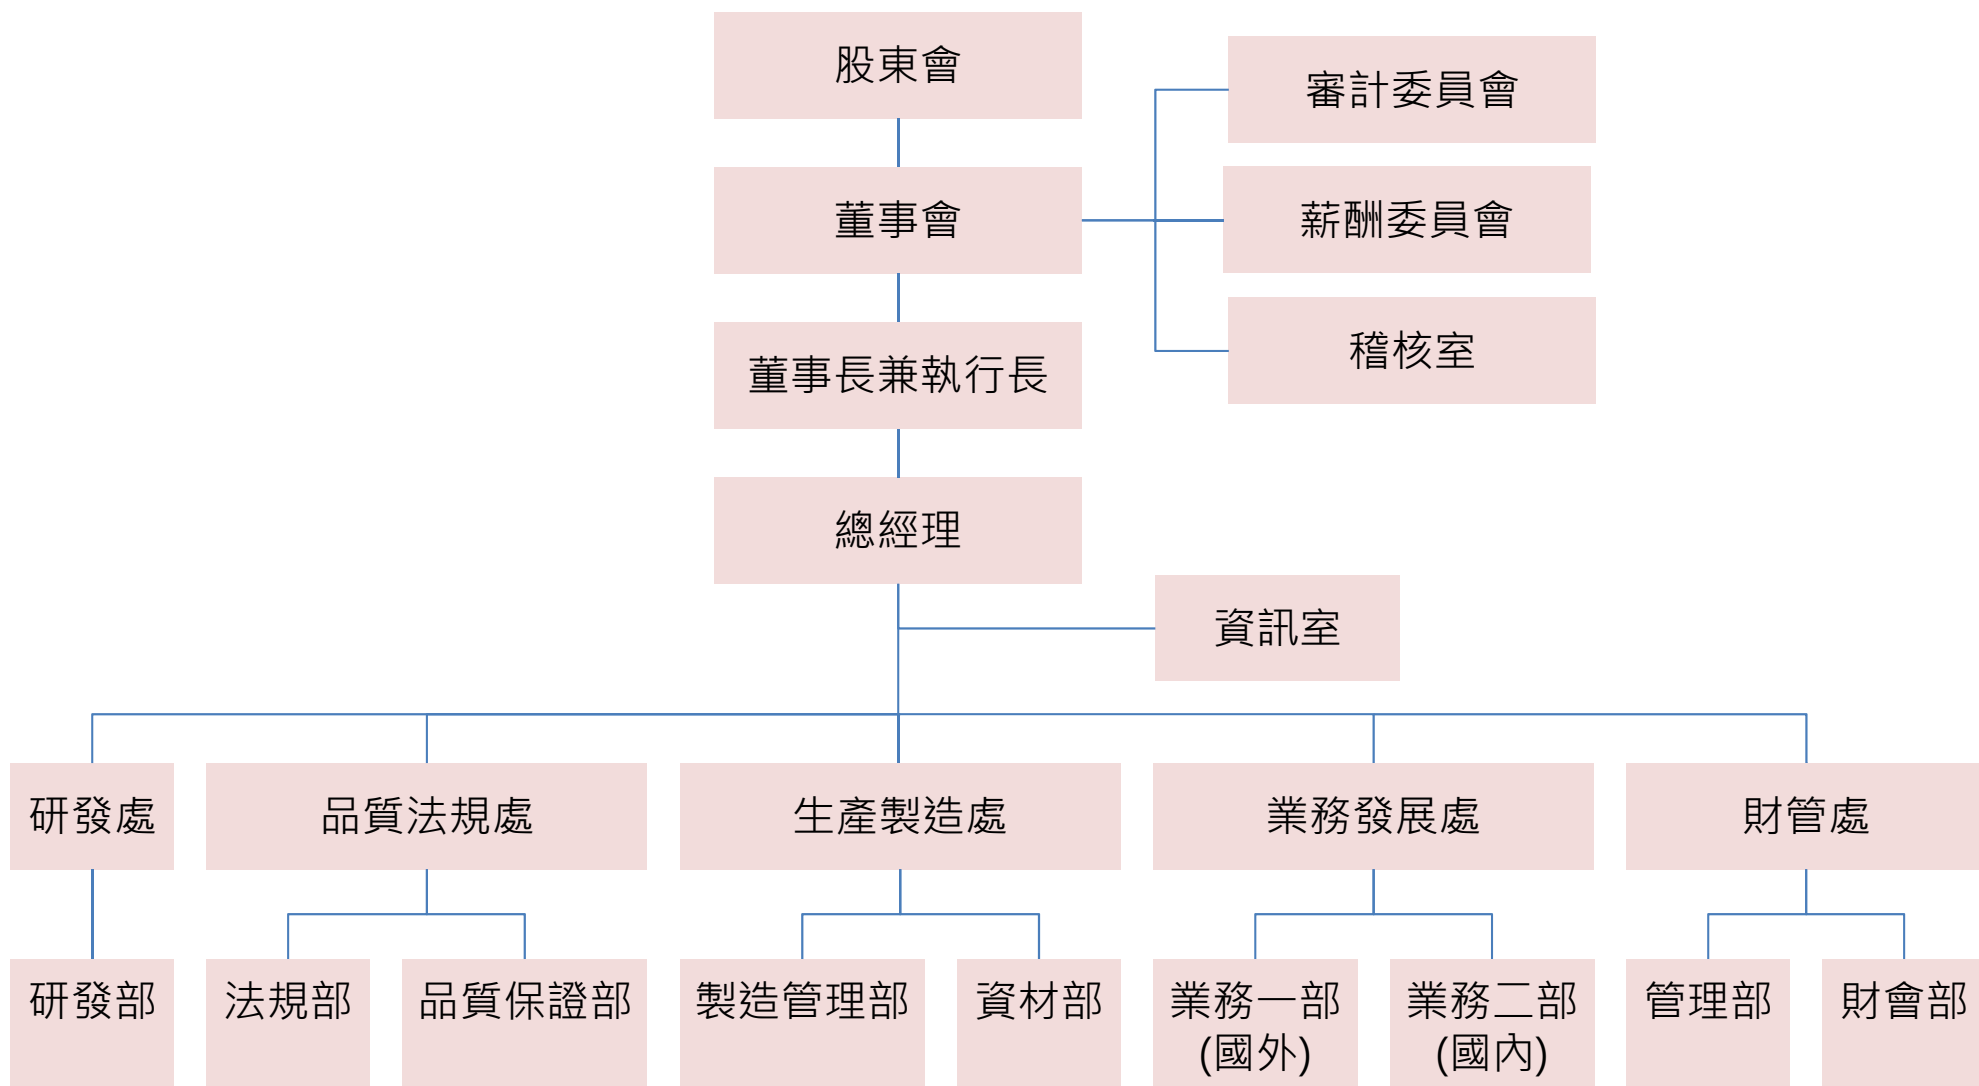 股東會
審計委員會
董事會
薪酬委員會
稽核室
董事長兼執行長
總經理
資訊室
研發處
品質法規處
生產製造處
業務發展處
財管處
研發部
法規部
品質保證部
製造管理部
資材部
業務一部
(國外)
業務二部
(國內)
管理部
財會部